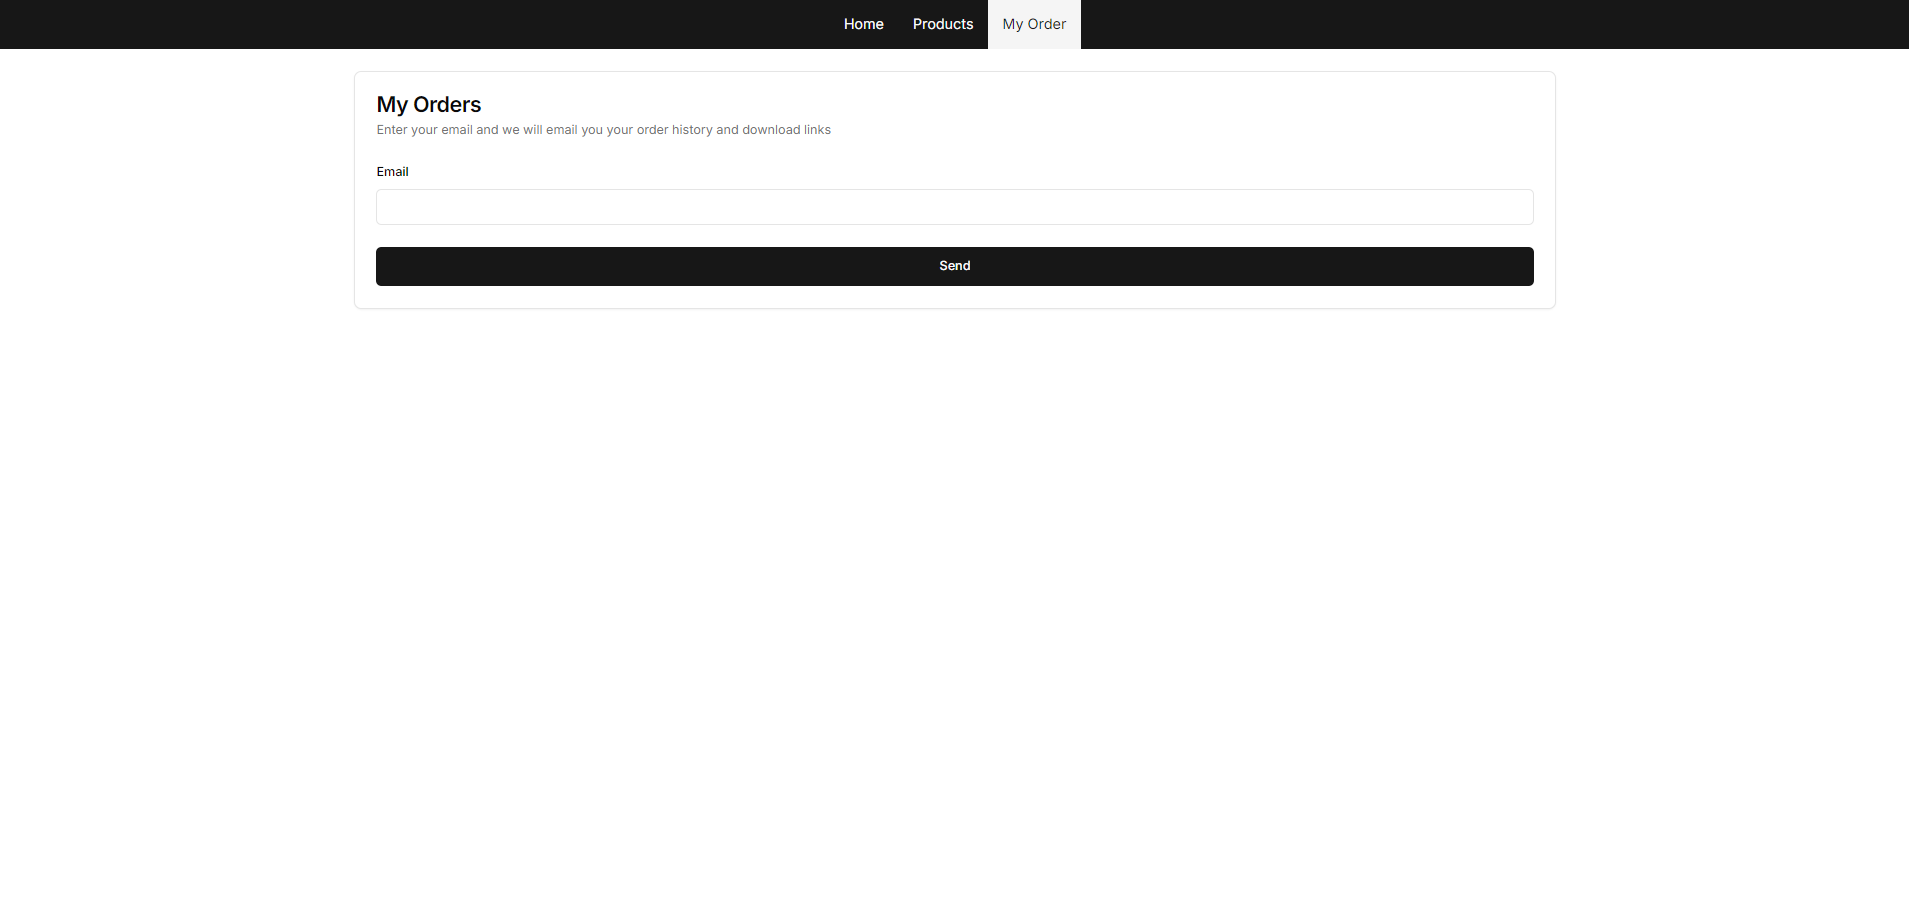 Home Products My Order
My Orders
Enter your email and we will email you your order history and download links
Email
Send